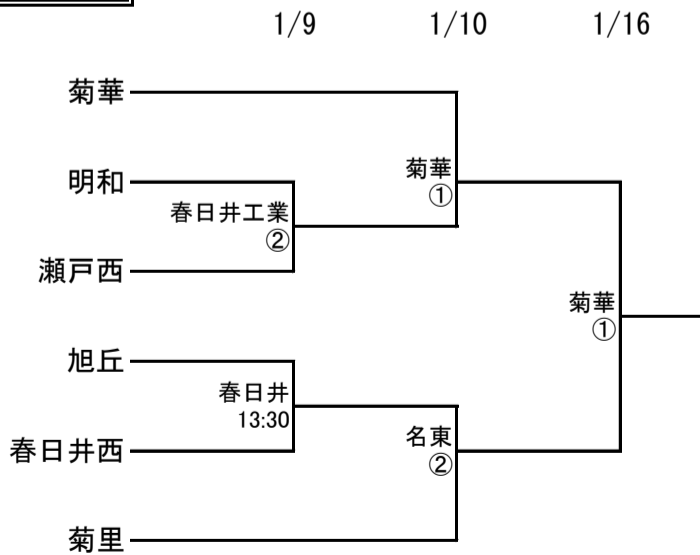 1/9 1/10 1/16
菊華
菊華
①
明和
春日井工業
②
瀬戸西
菊華
①
旭丘
春日井
13:30
名東
②
春日井西
菊里